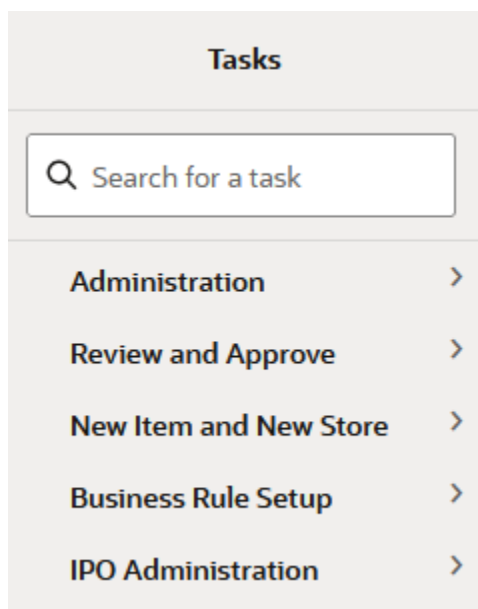 Tasks
Search for a task
Administration
Review and Approve
New Item and New Store
Business Rule Setup
IPO Administration